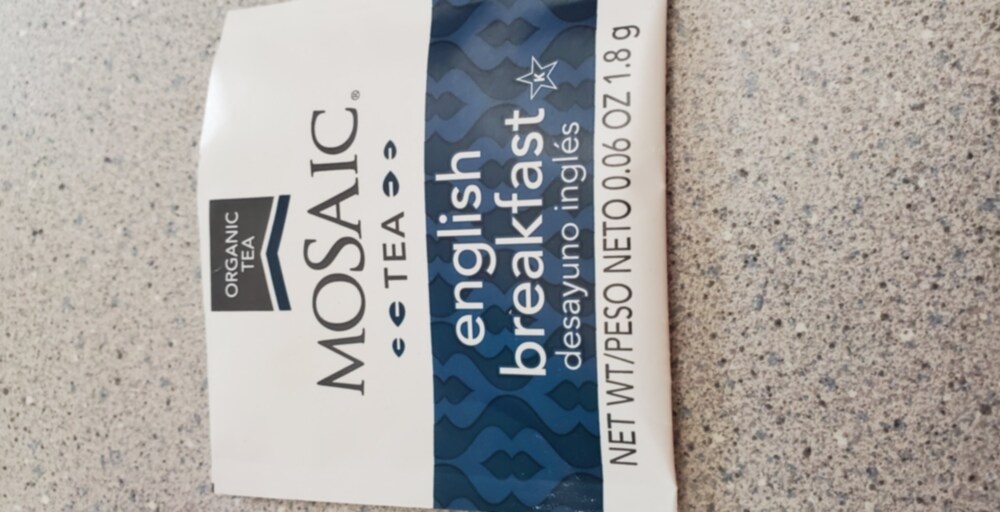 ORGANIC
TEA
MOSAIC®
TEA
english
breakfast
K
desayuno inglés
NET WT/PESO NETO 0.06 OZ 1.8 g